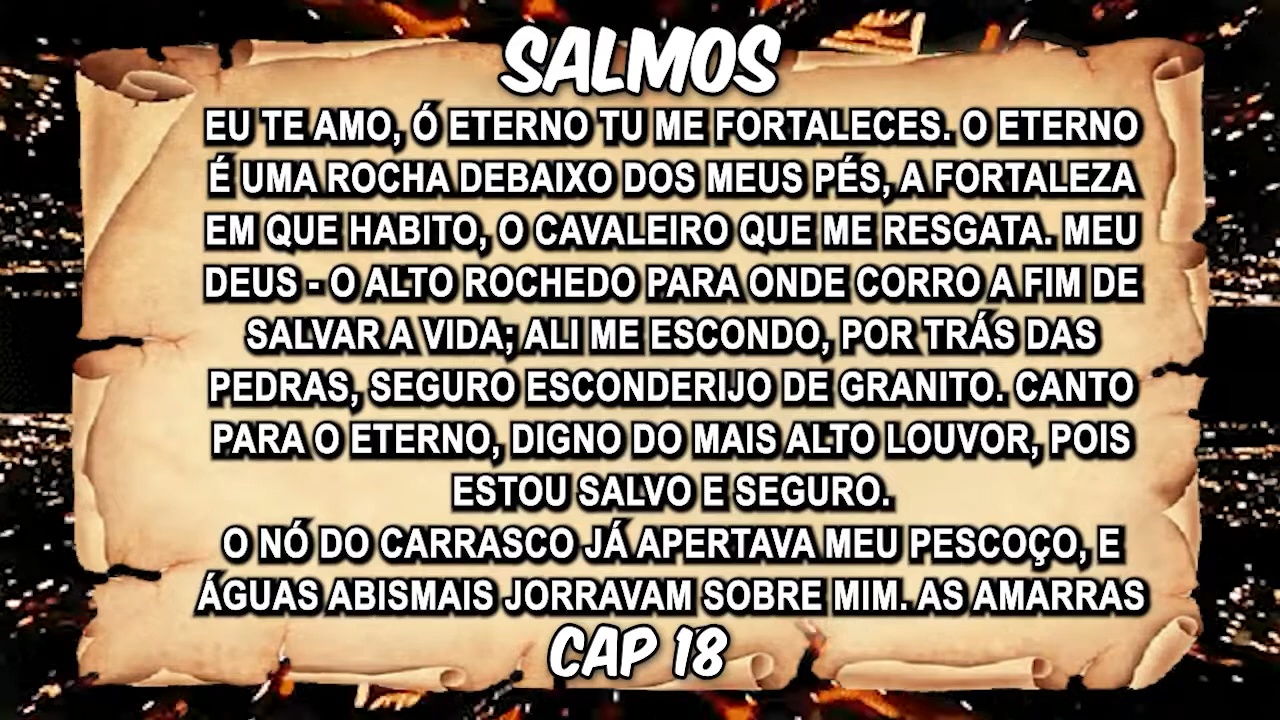 SALMOS
EU TE AMO, Ó ETERNO TU ME FORTALECES. O ETERNO
É UMA ROCHA DEBAIXO DOS MEUS PÉS, A FORTALEZA
EM QUE HABITO, O CAVALEIRO QUE ME RESGATA. MEU
DEUS - O ALTO ROCHEDO PARA ONDE CORRO A FIM DE
SALVAR A VIDA; ALI ME ESCONDO, POR TRÁS DAS
PEDRAS, SEGURO ESCONDERIJO DE GRANITO. CANTO
PARA O ETERNO, DIGNO DO MAIS ALTO LOUVOR, POIS
ESTOU SALVO E SEGURO.
O NÓ DO CARRASCO JÁ APERTAVA MEU PESCOÇO, E
ÁGUAS ABISMAIS JORRAVAM SOBRE MIM. AS AMARRAS
CAP 18